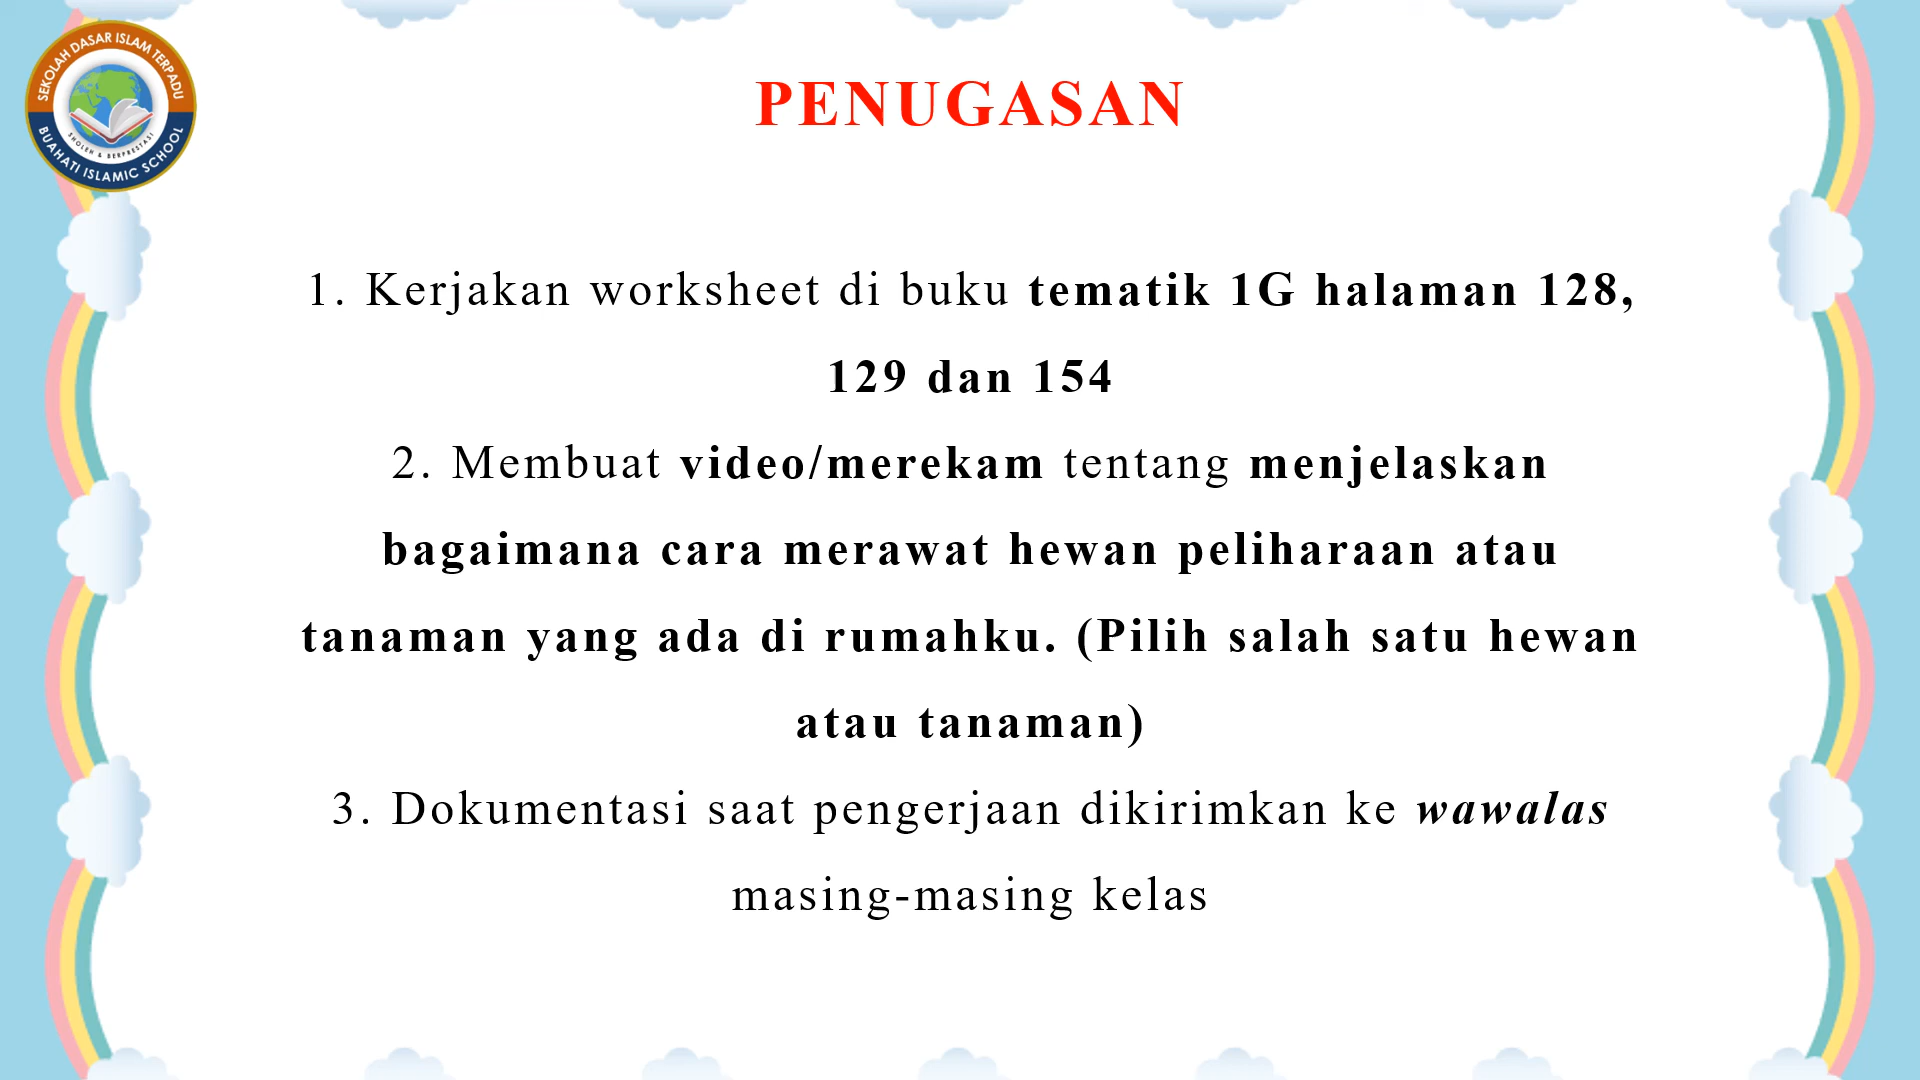 SEKOLAH DASAR ISLAM TERPADU
SHOLEH & BERPRESTASI
BUAHATI ISLAMIC SCHOOL
PENUGASAN
1. Kerjakan worksheet di buku tematik 1G halaman 128,
129 dan 154
2. Membuat video/merekam tentang menjelaskan
bagaimana cara merawat hewan peliharaan atau
tanaman yang ada di rumahku. (Pilih salah satu hewan
atau tanaman)
3. Dokumentasi saat pengerjaan dikirimkan ke wawalas
masing-masing kelas